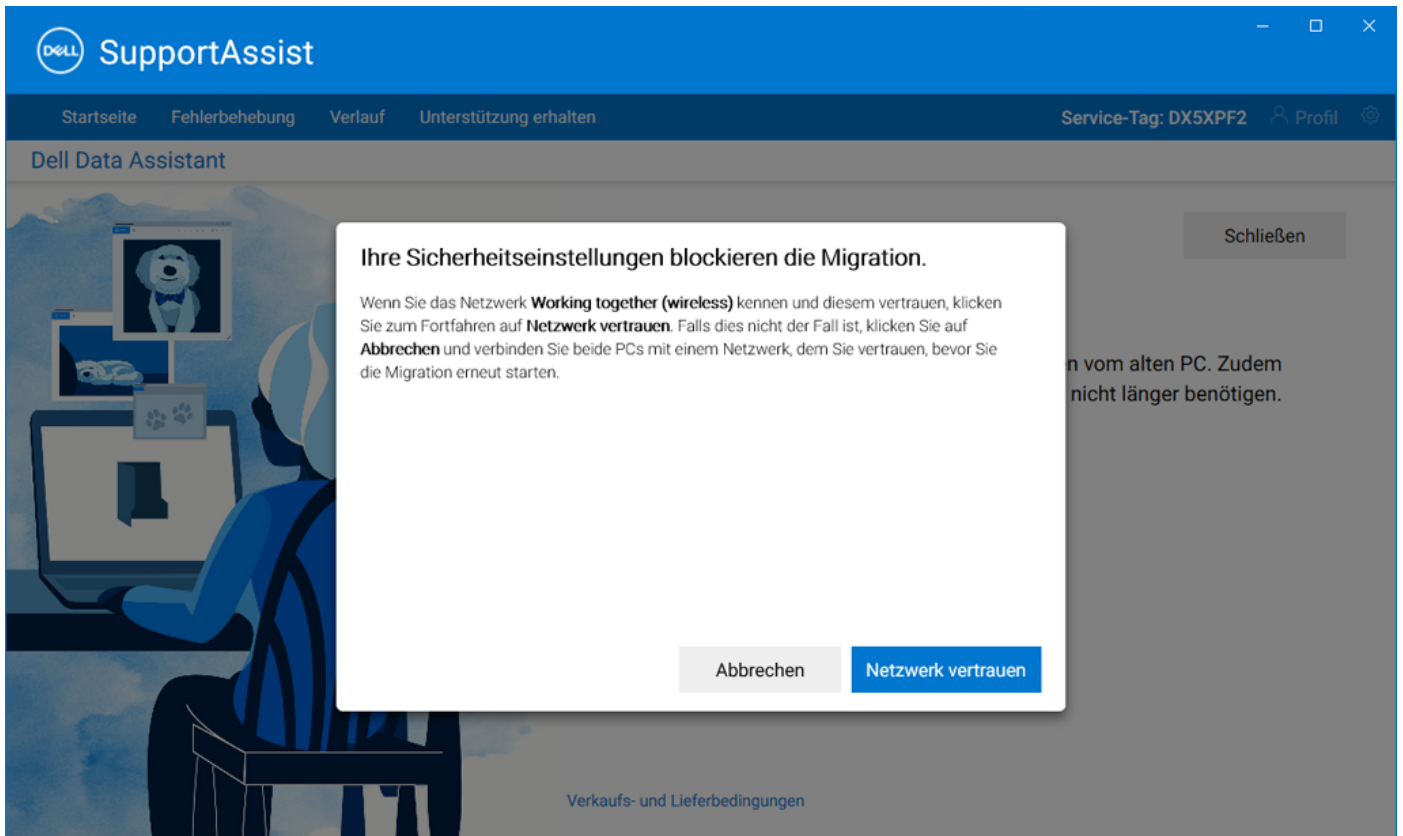 DELL SupportAssist
Startseite Fehlerbehebung Verlauf Unterstützung erhalten Service-Tag: DX5XPF2 Profil
Dell Data Assistant
Schließen
Ihre Sicherheitseinstellungen blockieren die Migration.
Wenn Sie das Netzwerk Working together (wireless) kennen und diesem vertrauen, klicken
Sie zum Fortfahren auf Netzwerk vertrauen. Falls dies nicht der Fall ist, klicken Sie auf
Abbrechen und verbinden Sie beide PCs mit einem Netzwerk, dem Sie vertrauen, bevor Sie
die Migration erneut starten.
vom alten PC. Zudem
nicht länger benötigen.
Abbrechen Netzwerk vertrauen
Verkaufs- und Lieferbedingungen